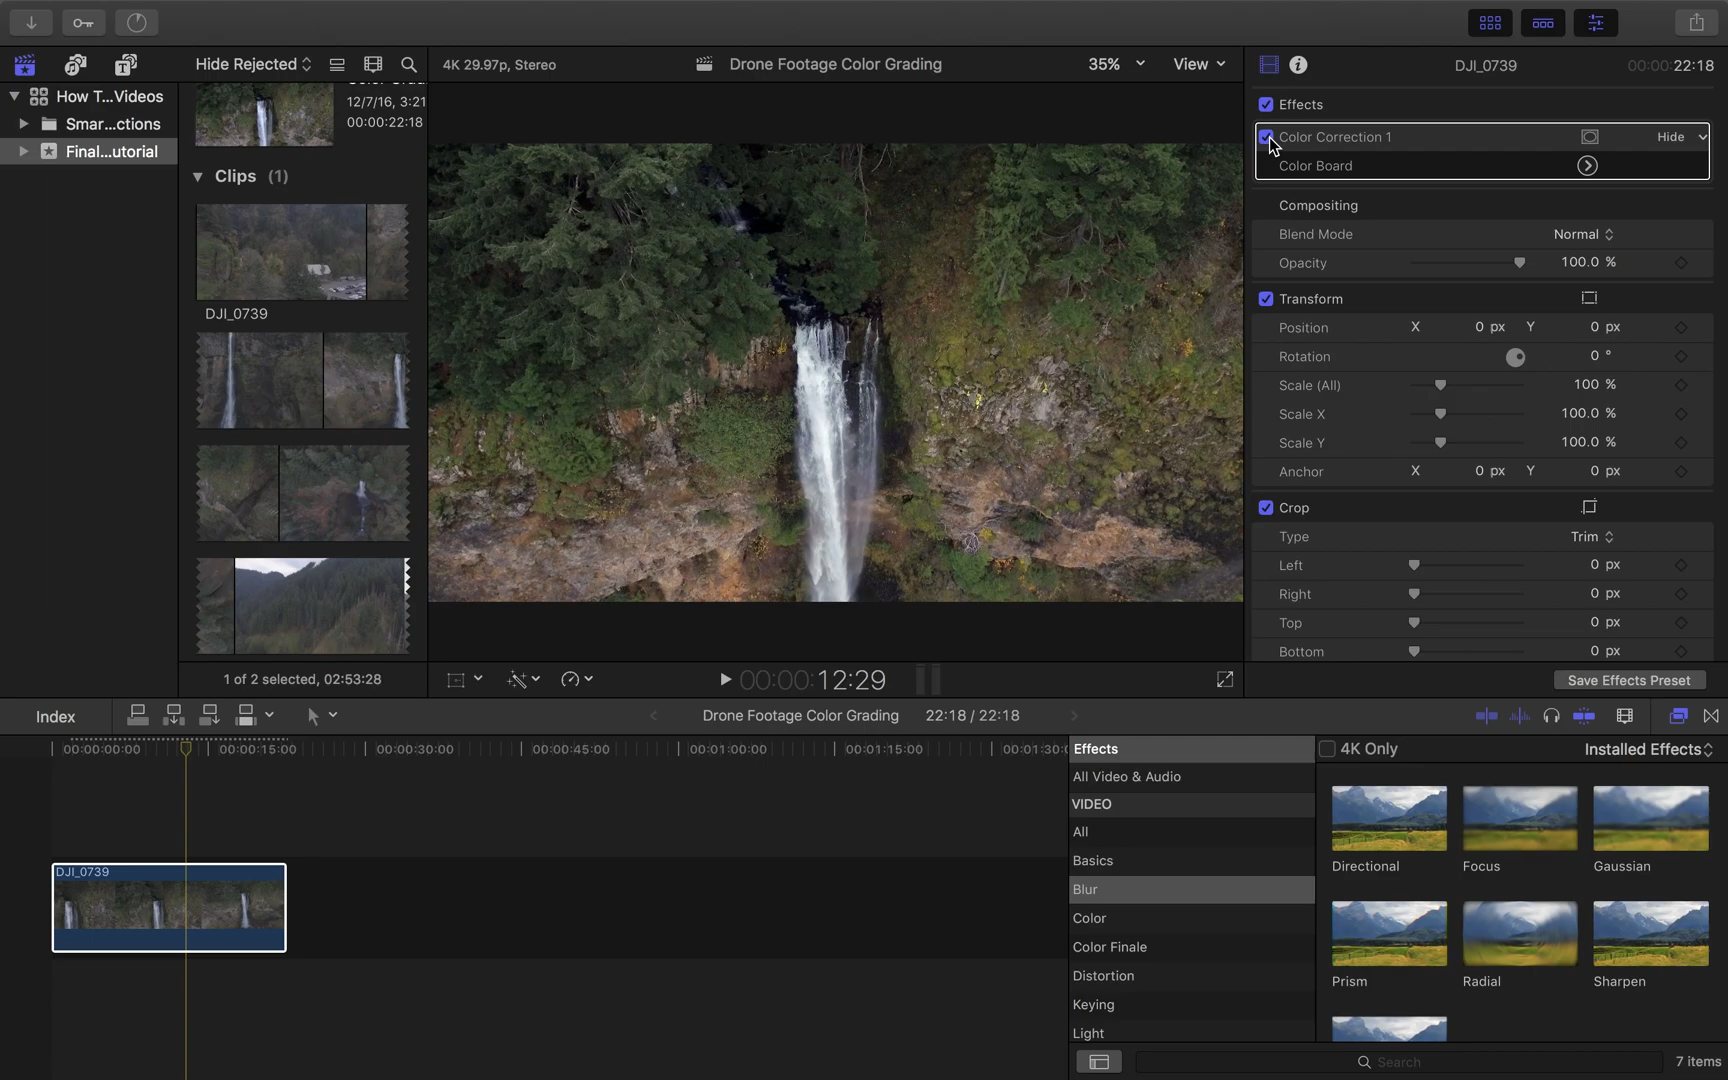 Hide Rejected
4K 29.97p, Stereo
Drone Footage Color Grading
35%
View
DJI_0739
00:00:22:18
How T...Videos
Smar...ctions
Final...utorial
12/7/16, 3:21
00:00:22:18
Clips (1)
DJI_0739
1 of 2 selected, 02:53:28
00:00:12:29
Effects
Color Correction 1
Hide
Color Board
Compositing
Blend Mode
Normal
Opacity
100.0 %
Transform
Position X 0 px Y 0 px
Rotation 0 °
Scale (All) 100 %
Scale X 100.0 %
Scale Y 100.0 %
Anchor X 0 px Y 0 px
Crop
Type Trim
Left 0 px
Right 0 px
Top 0 px
Bottom 0 px
Save Effects Preset
Index
Drone Footage Color Grading
22:18 / 22:18
00:00:00:00
00:00:15:00
00:00:30:00
00:00:45:00
00:01:00:00
00:01:15:00
00:01:30:0
DJI_0739
Effects
All Video & Audio
VIDEO
All
Basics
Blur
Color
Color Finale
Distortion
Keying
Light
4K Only
Installed Effects
Directional
Focus
Gaussian
Prism
Radial
Sharpen
Search
7 items